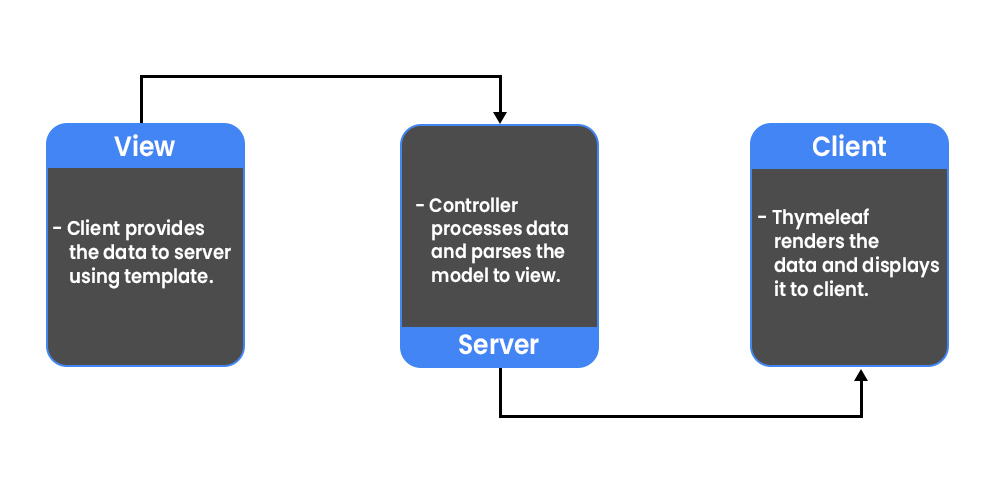 View
- Client provides
the data to server
using template.
- Controller
processes data
and parses the
model to view.
Server
Client
- Thymeleaf
renders the
data and displays
it to client.